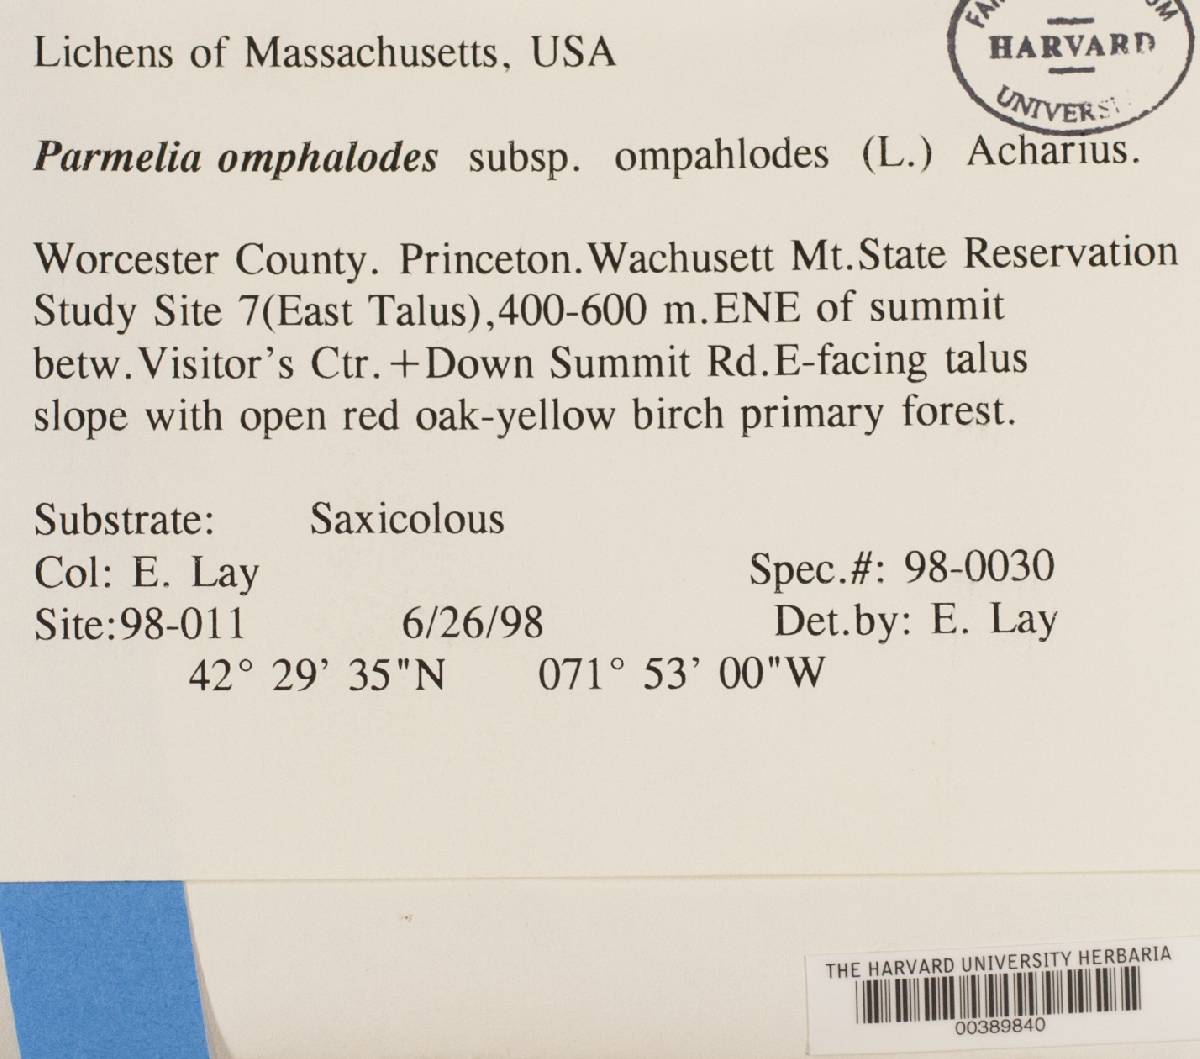 Lichens of Massachusetts, USA
HARVARD
Parmelia omphalodes subsp. ompahlodes (L.) Acharius.
Worcester County. Princeton.Wachusett Mt.State Reservation
Study Site 7(East Talus),400-600 m.ENE of summit
betw.Visitor's Ctr.+Down Summit Rd.E-facing talus
slope with open red oak-yellow birch primary forest.
Substrate: Saxicolous
Col: E. Lay Spec.#: 98-0030
Site:98-011 6/26/98 Det.by: E. Lay
42° 29' 35"N 071° 53' 00"W
THE HARVARD UNIVERSITY HERBARIA
00389840